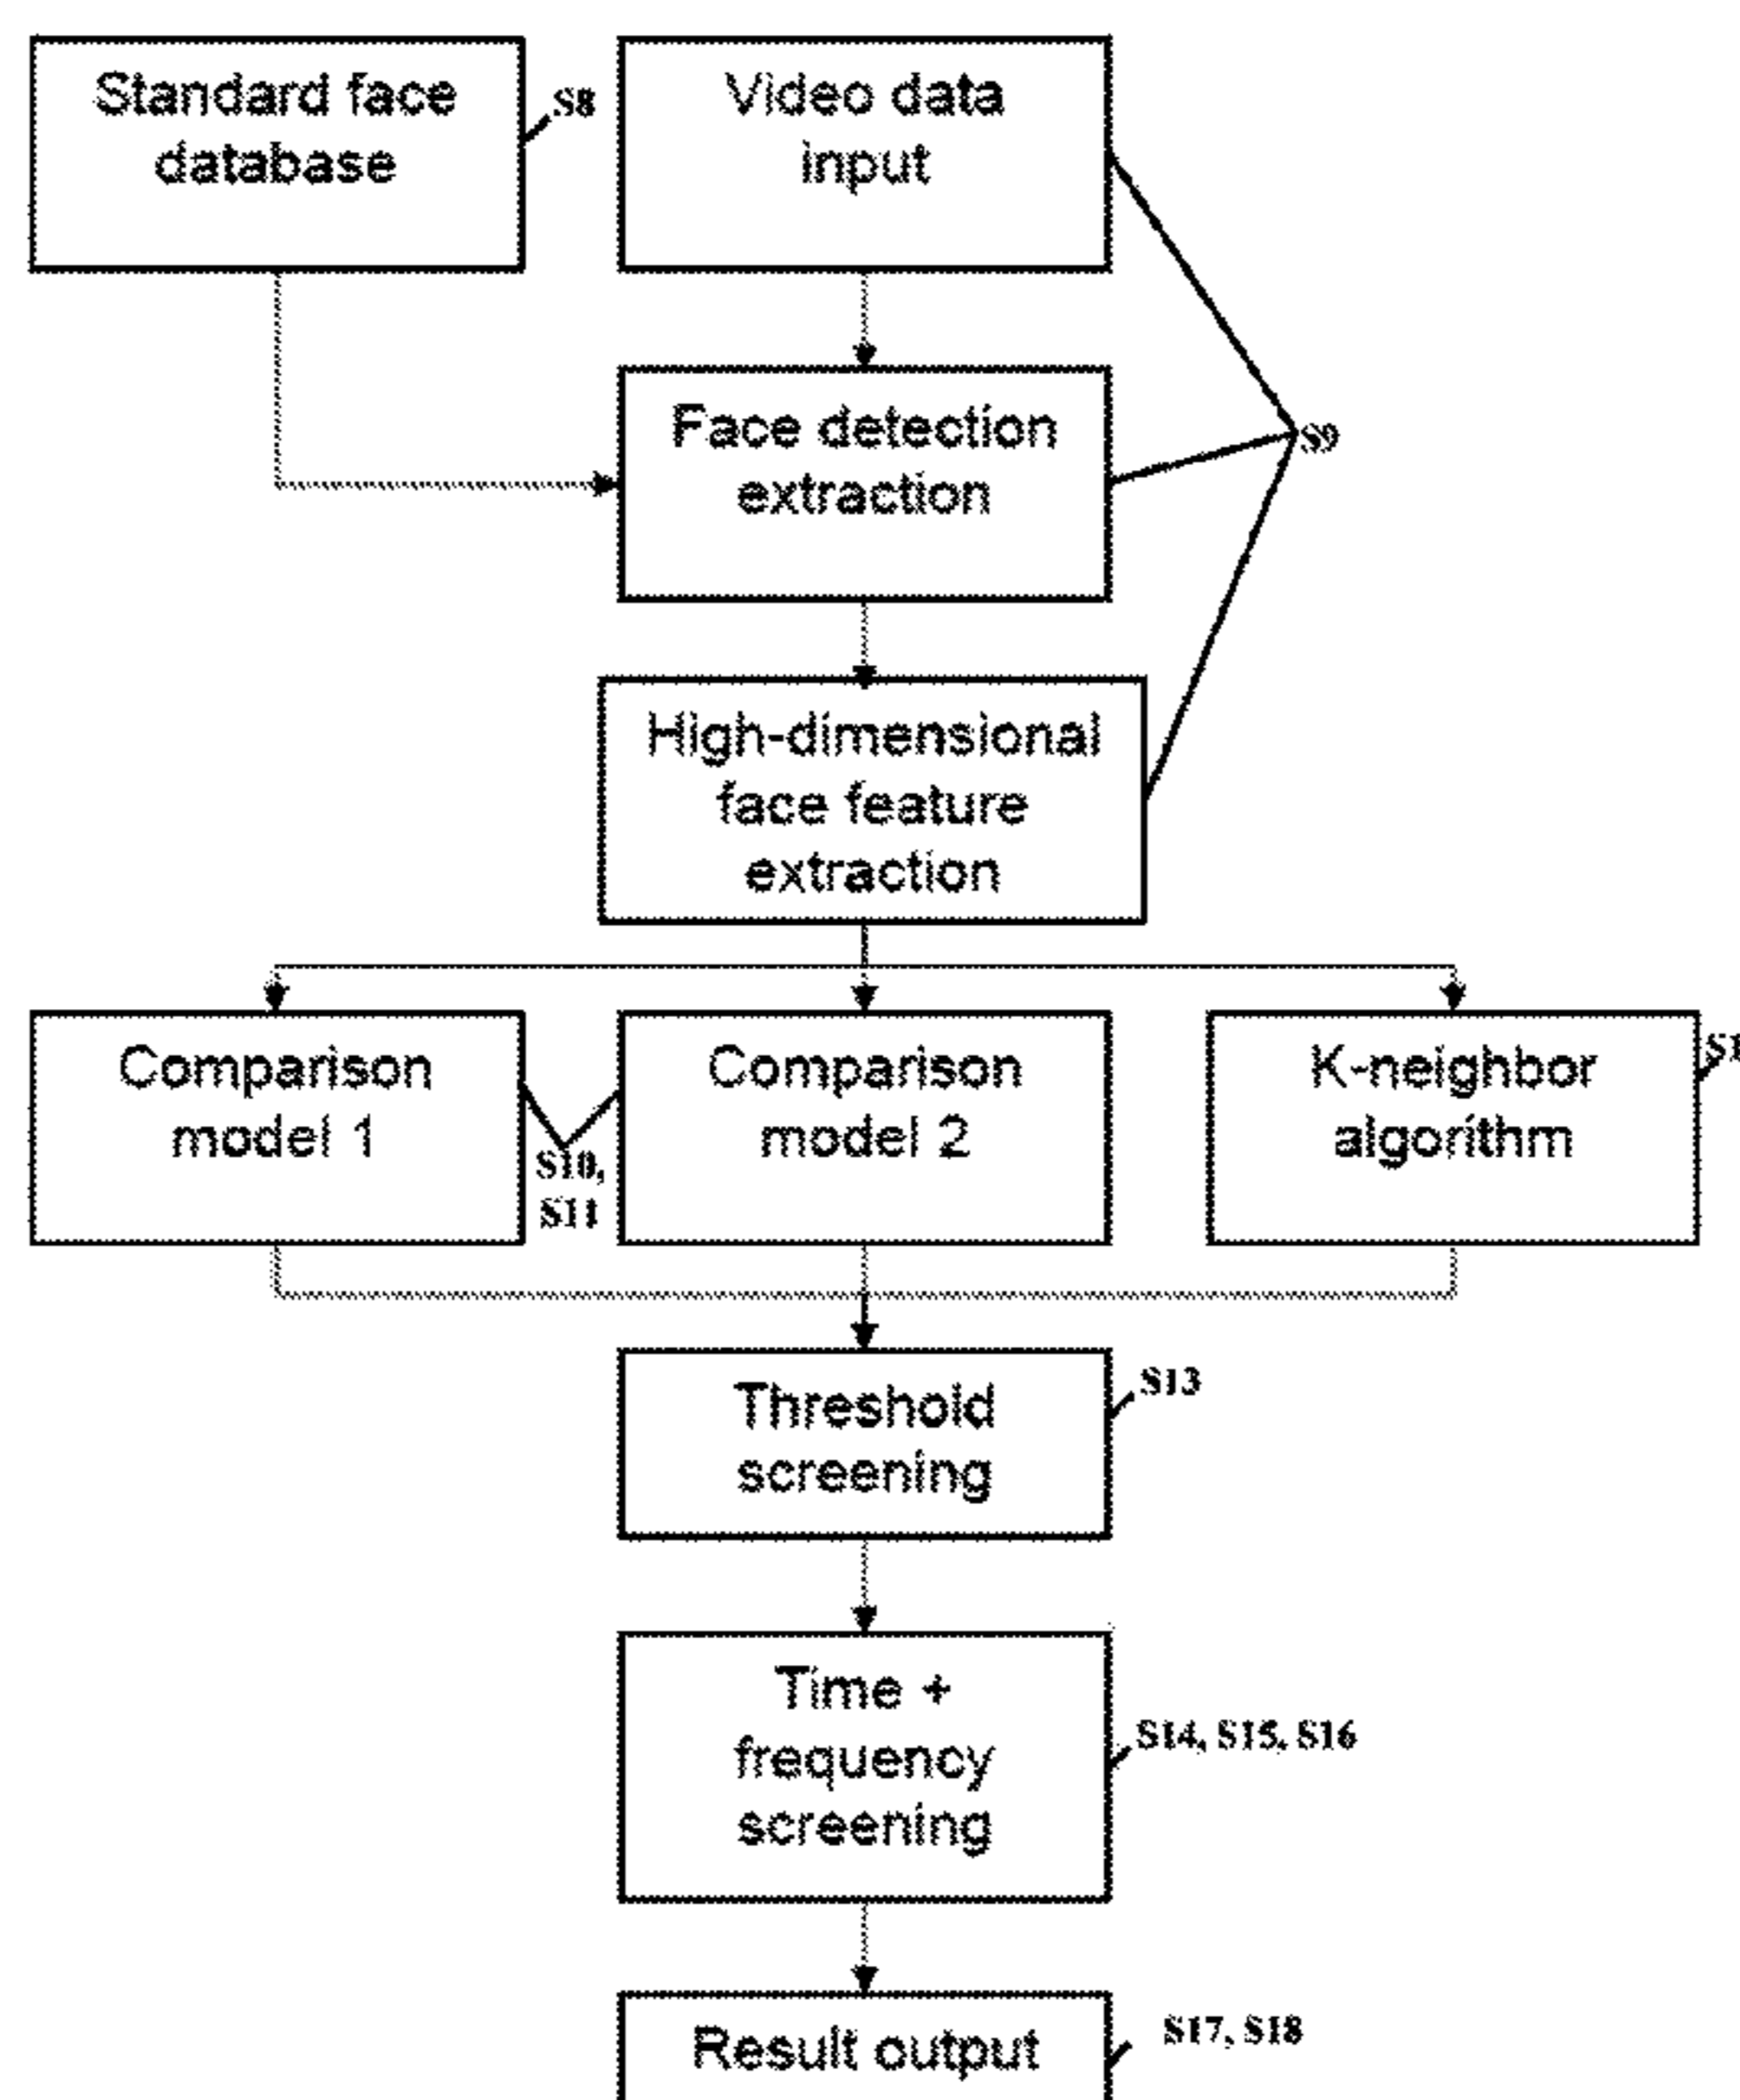 Standard face
database
S8
Video data
input
Face detection
extraction
S9
High-dimensional
face feature
extraction
Comparison
model 1
S10,
S11
Comparison
model 2
K-neighbor
algorithm
Threshold
screening
S13
Time +
frequency
screening
S14, S15, S16
Result output
S17, S18